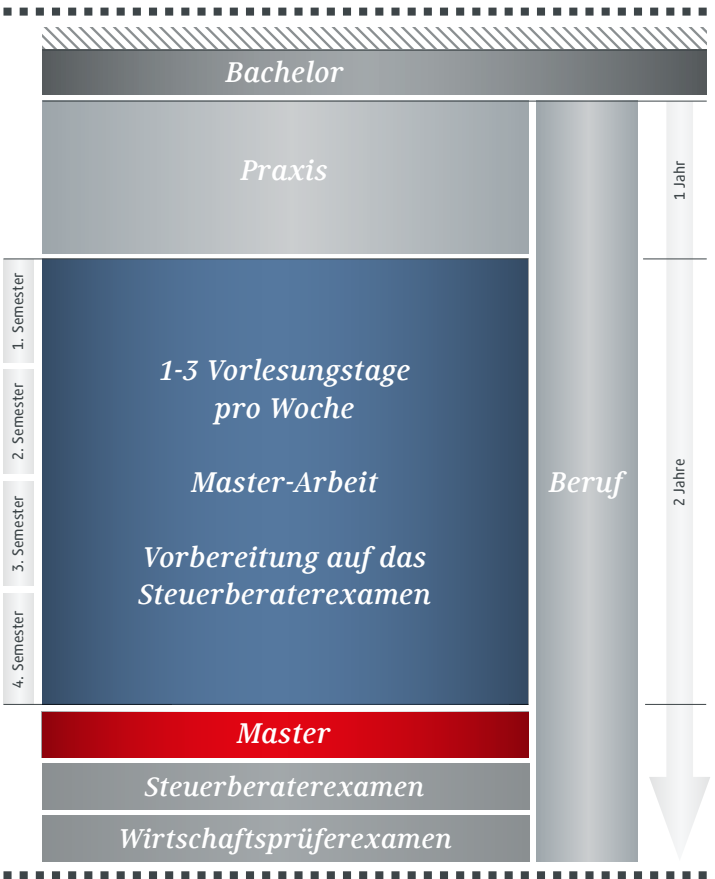 Bachelor
Praxis
1 Jahr
1. Semester
2. Semester
3. Semester
4. Semester
1-3 Vorlesungstage
pro Woche
Master-Arbeit
Vorbereitung auf das
Steuerberaterexamen
Beruf
2 Jahre
Master
Steuerberaterexamen
Wirtschaftsprüferexamen